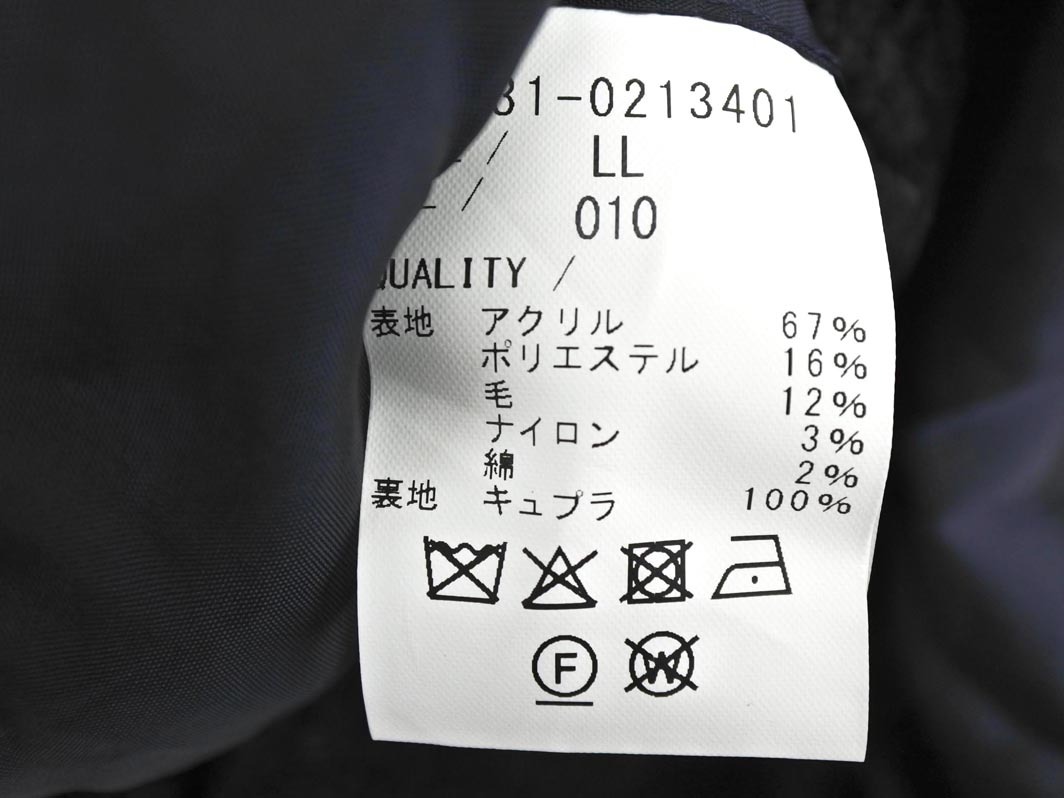 31-0213401
/ LL
/ 010
QUALITY /
表地 アクリル 67%
ポリエステル 16%
毛 12%
ナイロン 3%
綿 2%
裏地 キュプラ 100%
F W